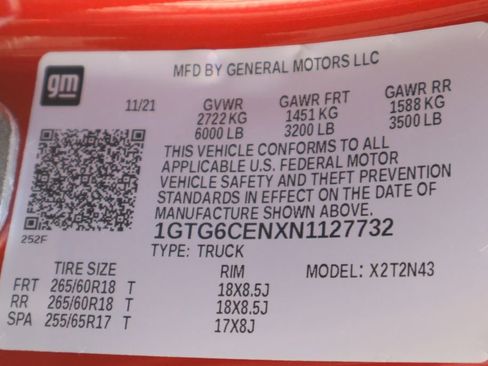 gm
MFD BY GENERAL MOTORS LLC
11/21 GVWR GAWR FRT GAWR RR
2722 KG 1451 KG 1588 KG
6000 LB 3200 LB 3500 LB
THIS VEHICLE CONFORMS TO ALL
APPLICABLE U.S. FEDERAL MOTOR
VEHICLE SAFETY AND THEFT PREVENTION
STANDARDS IN EFFECT ON THE DATE OF
MANUFACTURE SHOWN ABOVE.
252F
1GTG6CENXN1127732
TYPE: TRUCK
TIRE SIZE RIM MODEL: X2T2N43
FRT 265/60R18 T 18X8.5J
RR 265/60R18 T 18X8.5J
SPA 255/65R17 T 17X8J